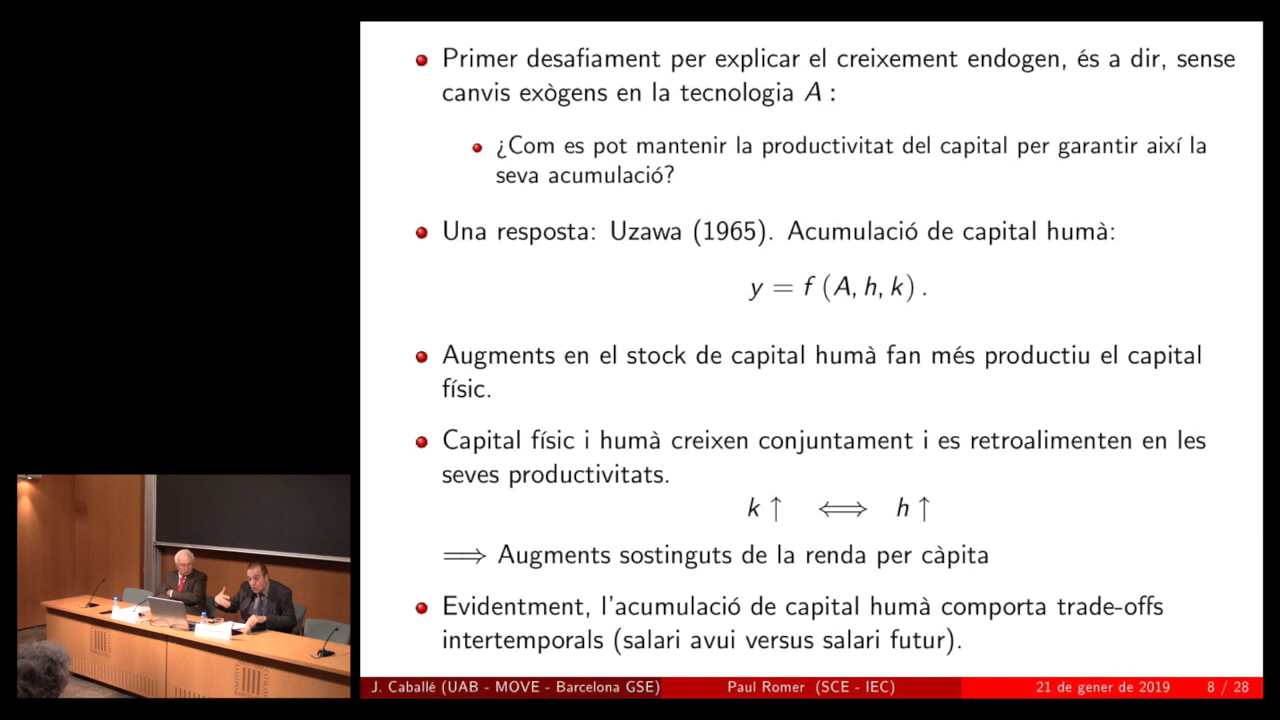 Primer desafiament per explicar el creixement endogen, és a dir, sense
canvis exògens en la tecnologia A :
¿Com es pot mantenir la productivitat del capital per garantir així la
seva acumulació?
Una resposta: Uzawa (1965). Acumulació de capital humà:
y = f (A, h, k) .
Augments en el stock de capital humà fan més productiu el capital
físic.
Capital físic i humà creixen conjuntament i es retroalimenten en les
seves productivitats.
k ↑ ⟺ h ↑
⟹ Augments sostinguts de la renda per càpita
Evidentment, l'acumulació de capital humà comporta trade-offs
intertemporals (salari avui versus salari futur).
J. Caballé (UAB - MOVE - Barcelona GSE) Paul Romer (SCE - IEC) 21 de gener de 2019 8 / 28